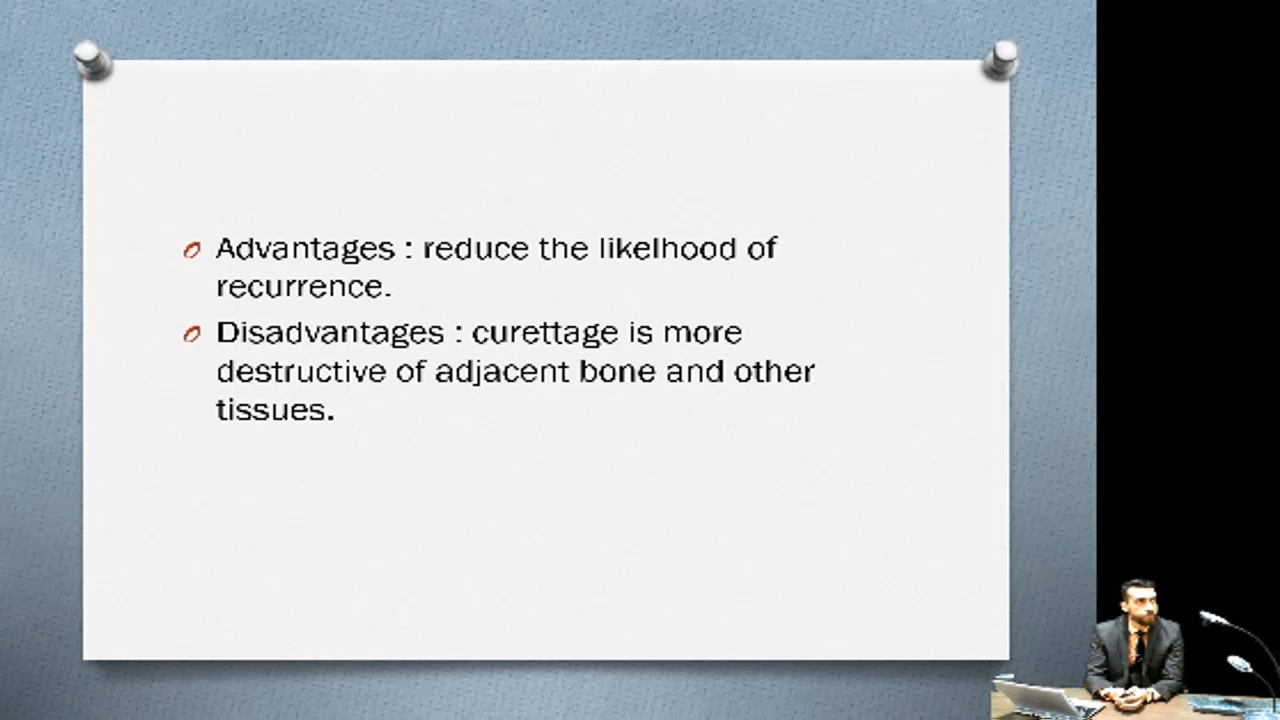 Advantages : reduce the likelhood of
recurrence.
Disadvantages : curettage is more
destructive of adjacent bone and other
tissues.